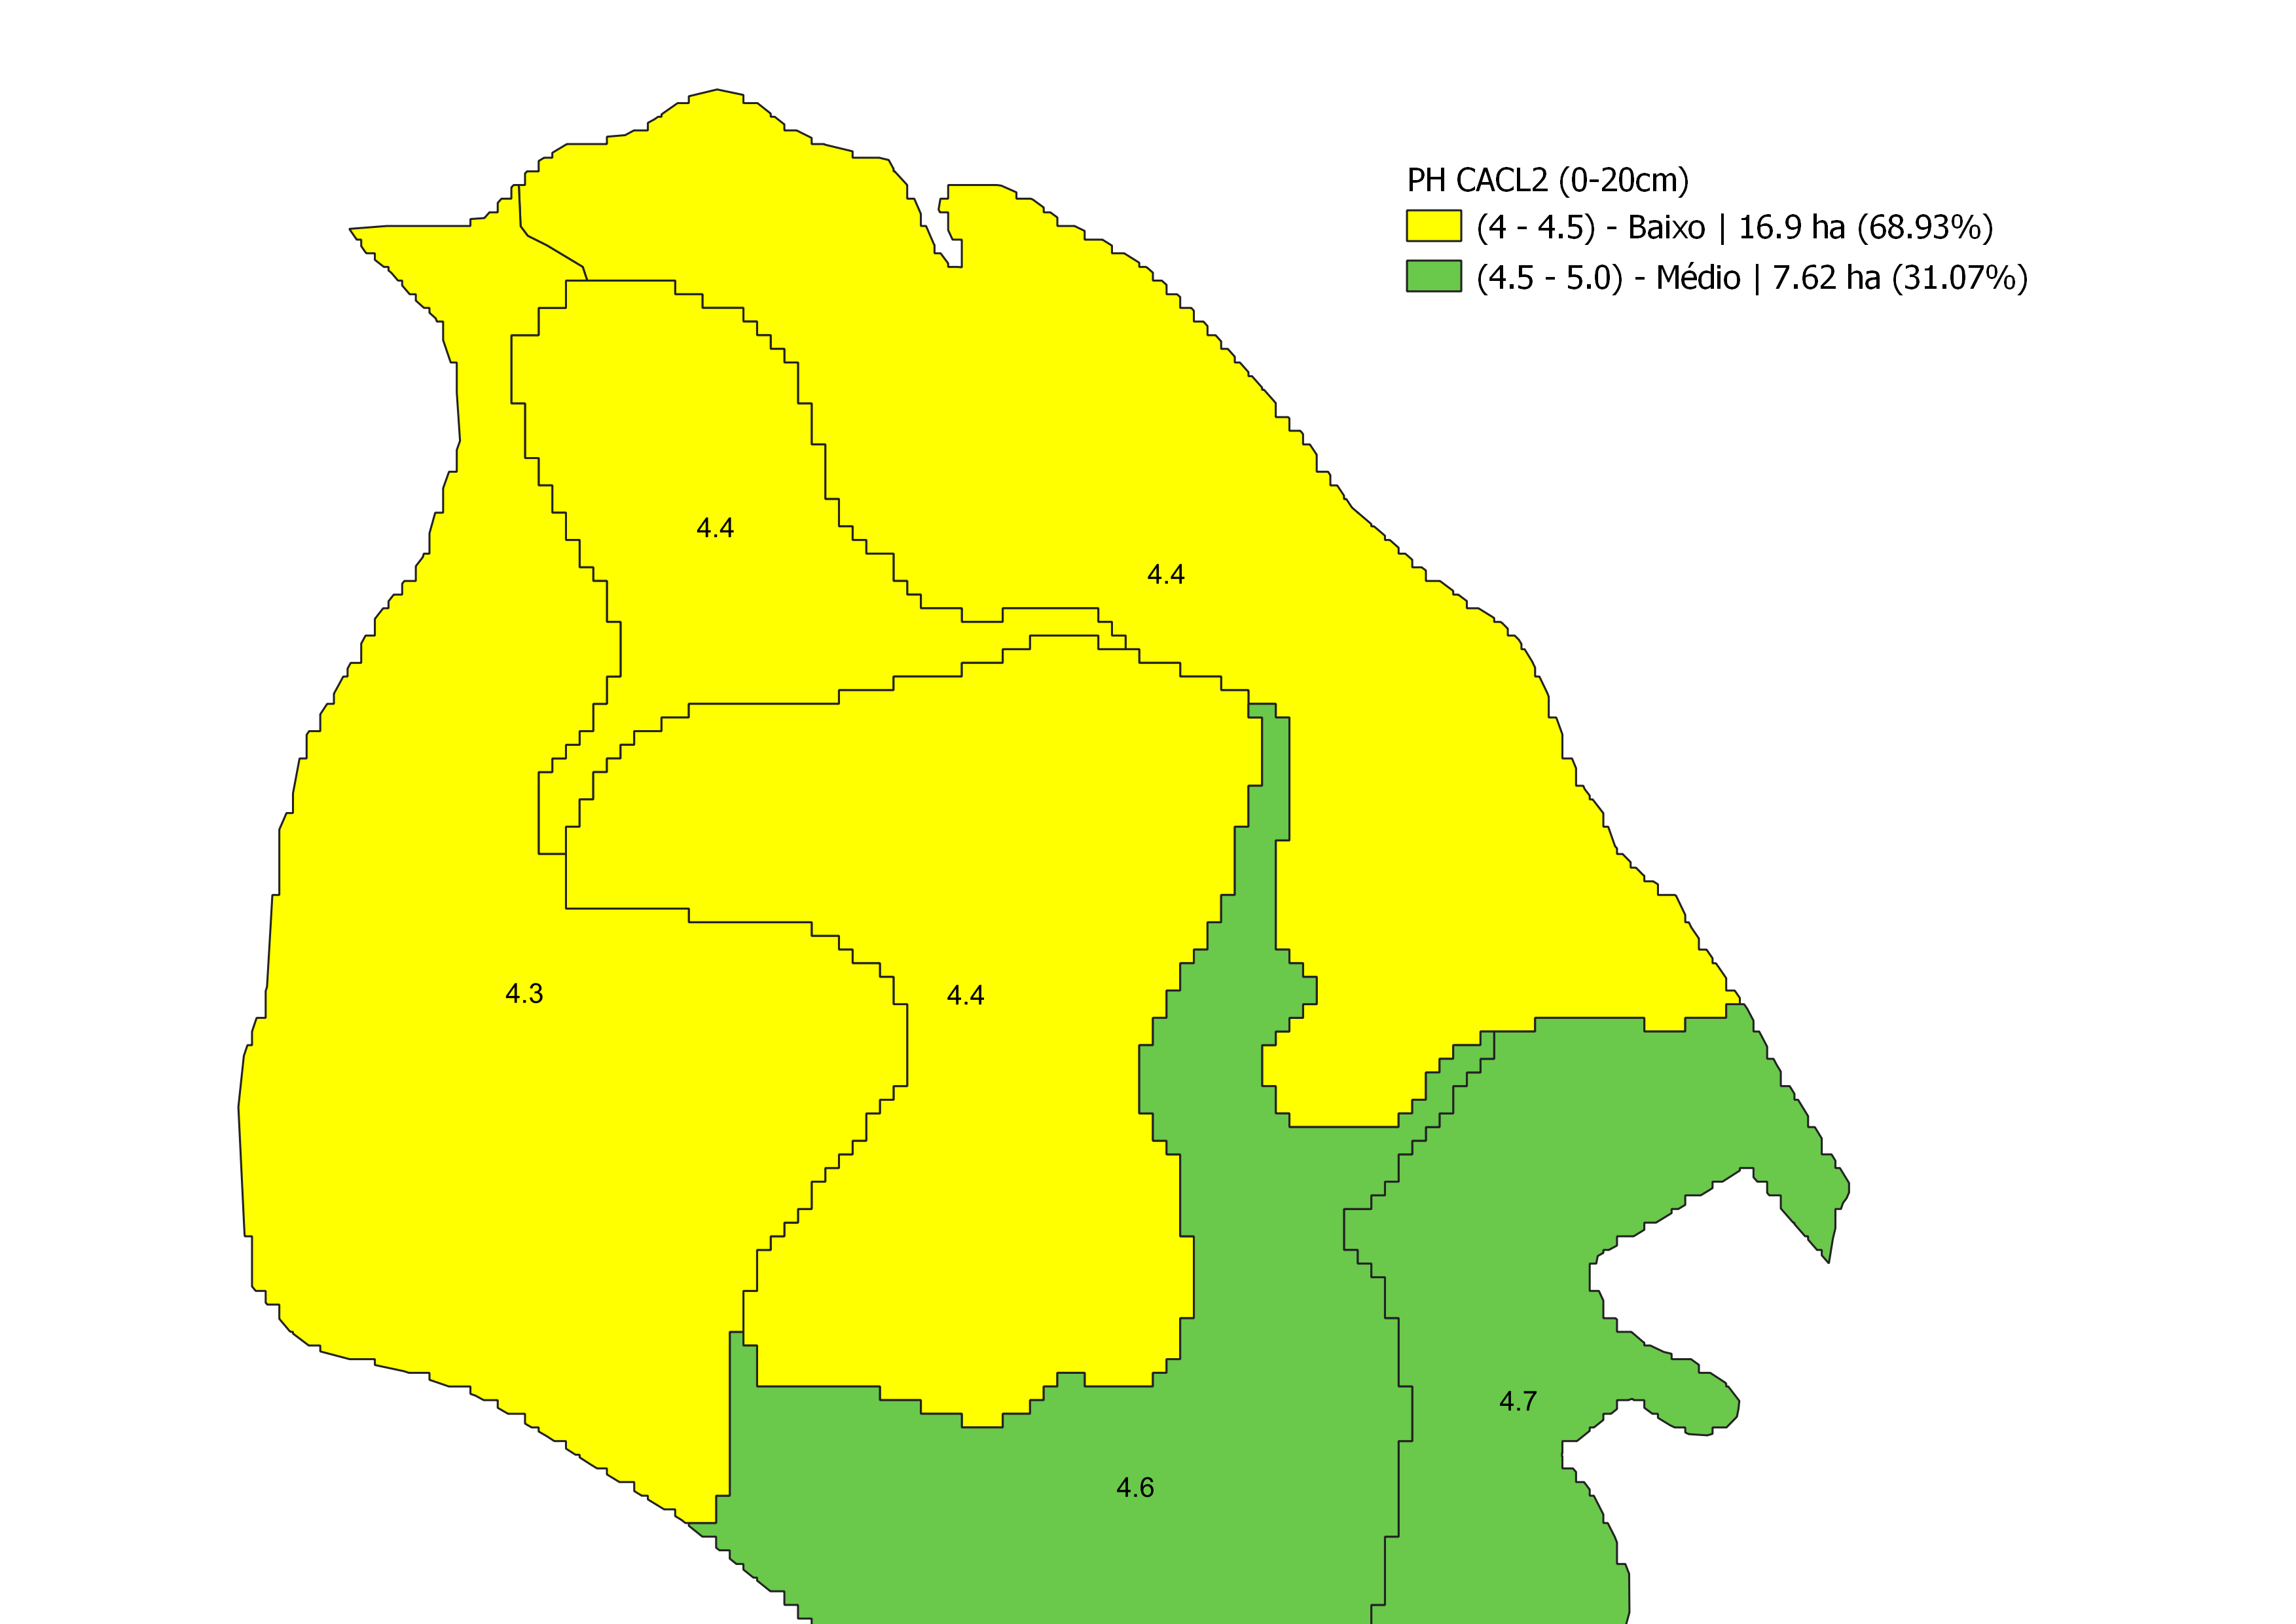 PH CACL2 (0-20cm)
(4 - 4.5) - Baixo | 16.9 ha (68.93%)
(4.5 - 5.0) - Médio | 7.62 ha (31.07%)
4.4
4.4
4.3
4.4
4.7
4.6